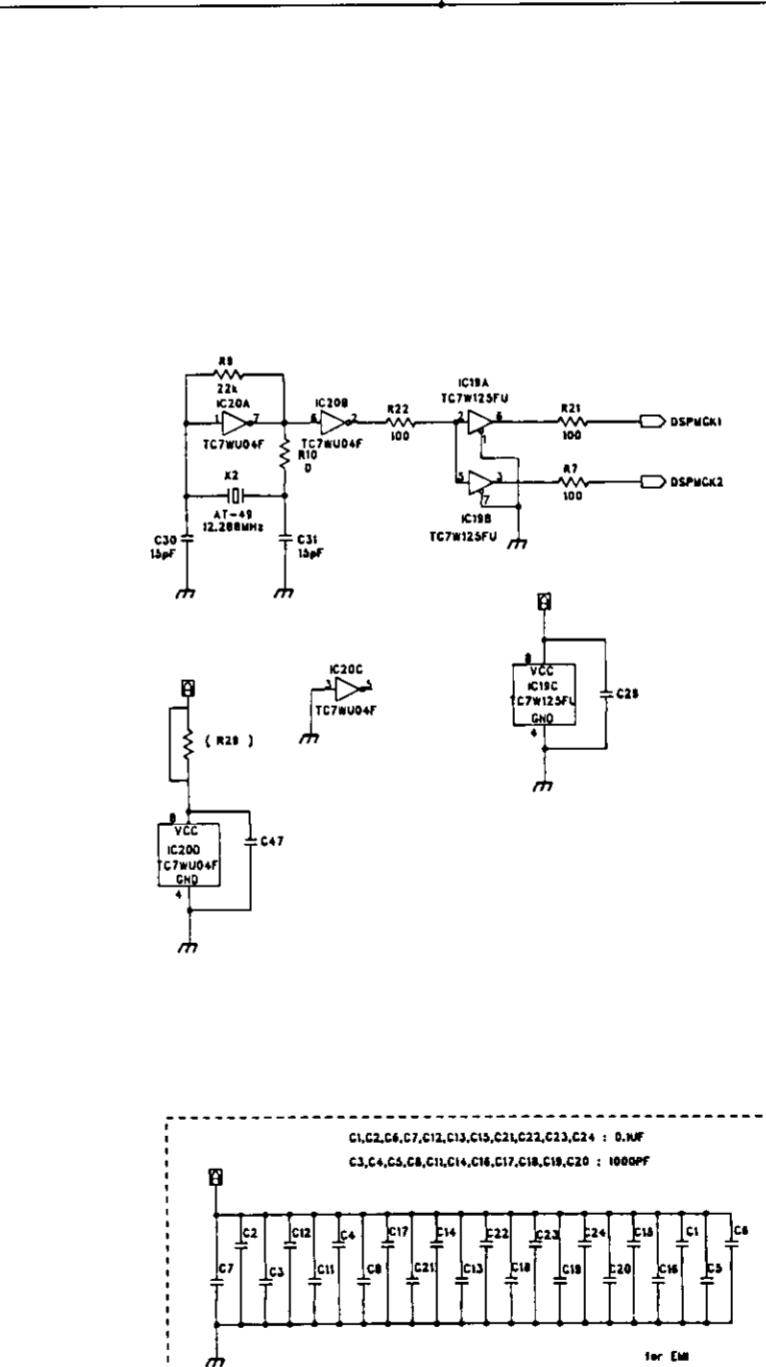 R9
22k
IC20A
1 7
TC7WU04F
IC20B
6 2
TC7WU04F
R10
0
R22
100
IC19A
TC7W125FU
2 6
1
R21
100
DSPMCK1
5 3
7
IC19B
TC7W125FU
R7
100
DSPMCK2
X2
AT-49
12.288MHz
C30
15pF
C31
15pF
8
VCC
IC19C
TC7W125FU
GND
4
IC20C
3 5
TC7WU04F
( R29 )
8
VCC
IC20D
TC7WU04F
GND
4
C47
C1,C2,C6,C7,C12,C13,C15,C21,C22,C23,C24 : 0.1UF
C3,C4,C5,C8,C11,C14,C16,C17,C18,C19,C20 : 1000PF
C2 C12 C4 C17 C14 C22 C23 C24 C15 C1 C6
C7 C3 C11 C8 C21 C13 C18 C19 C20 C16 C5
for EMI